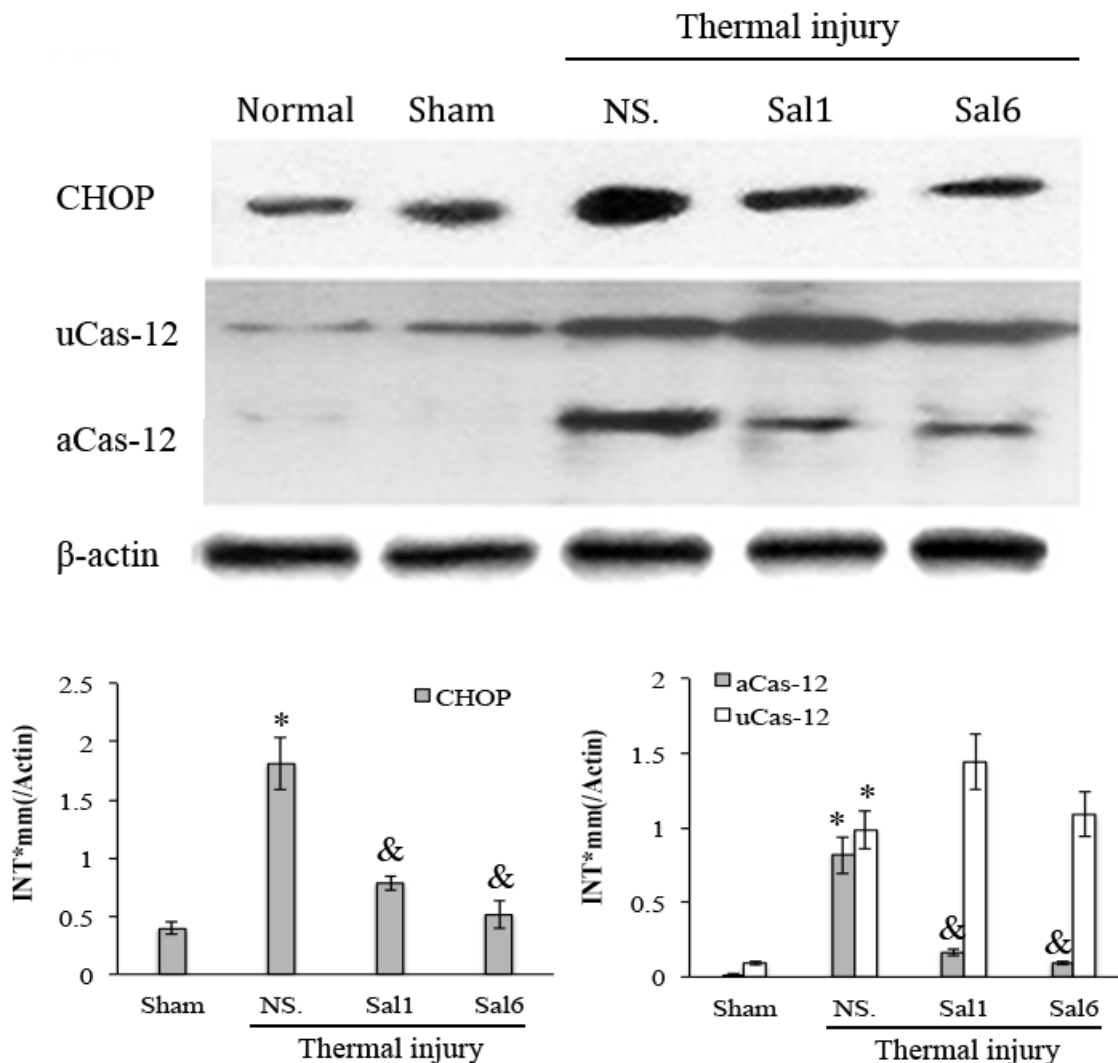 Thermal injury
Normal Sham NS. Sal1 Sal6
CHOP
uCas-12
aCas-12
β-actin
INT*mm(/Actin)
2.5
2
1.5
1
0.5
0
CHOP
*
&
&
Sham NS. Sal1 Sal6
Thermal injury
INT*mm(/Actin)
2
1.5
1
0.5
0
aCas-12
uCas-12
* *
&
&
Sham NS. Sal1 Sal6
Thermal injury